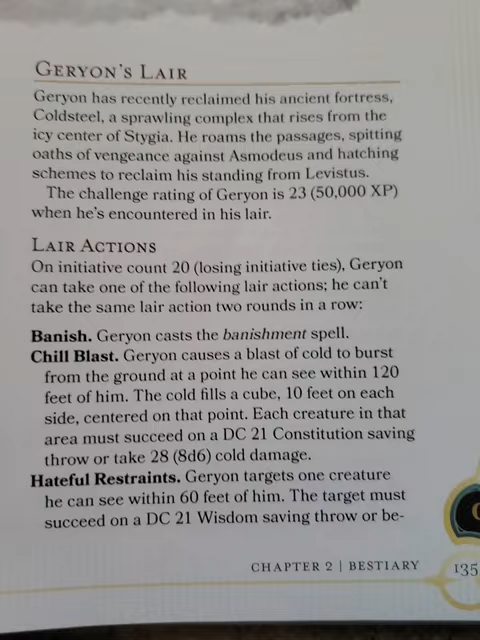 Geryon's Lair
Geryon has recently reclaimed his ancient fortress,
Coldsteel, a sprawling complex that rises from the
icy center of Stygia. He roams the passages, spitting
oaths of vengeance against Asmodeus and hatching
schemes to reclaim his standing from Levistus.
The challenge rating of Geryon is 23 (50,000 XP)
when he's encountered in his lair.
Lair Actions
On initiative count 20 (losing initiative ties), Geryon
can take one of the following lair actions; he can't
take the same lair action two rounds in a row:
Banish. Geryon casts the banishment spell.
Chill Blast. Geryon causes a blast of cold to burst
from the ground at a point he can see within 120
feet of him. The cold fills a cube, 10 feet on each
side, centered on that point. Each creature in that
area must succeed on a DC 21 Constitution saving
throw or take 28 (8d6) cold damage.
Hateful Restraints. Geryon targets one creature
he can see within 60 feet of him. The target must
succeed on a DC 21 Wisdom saving throw or be-
CHAPTER 2 | BESTIARY 135